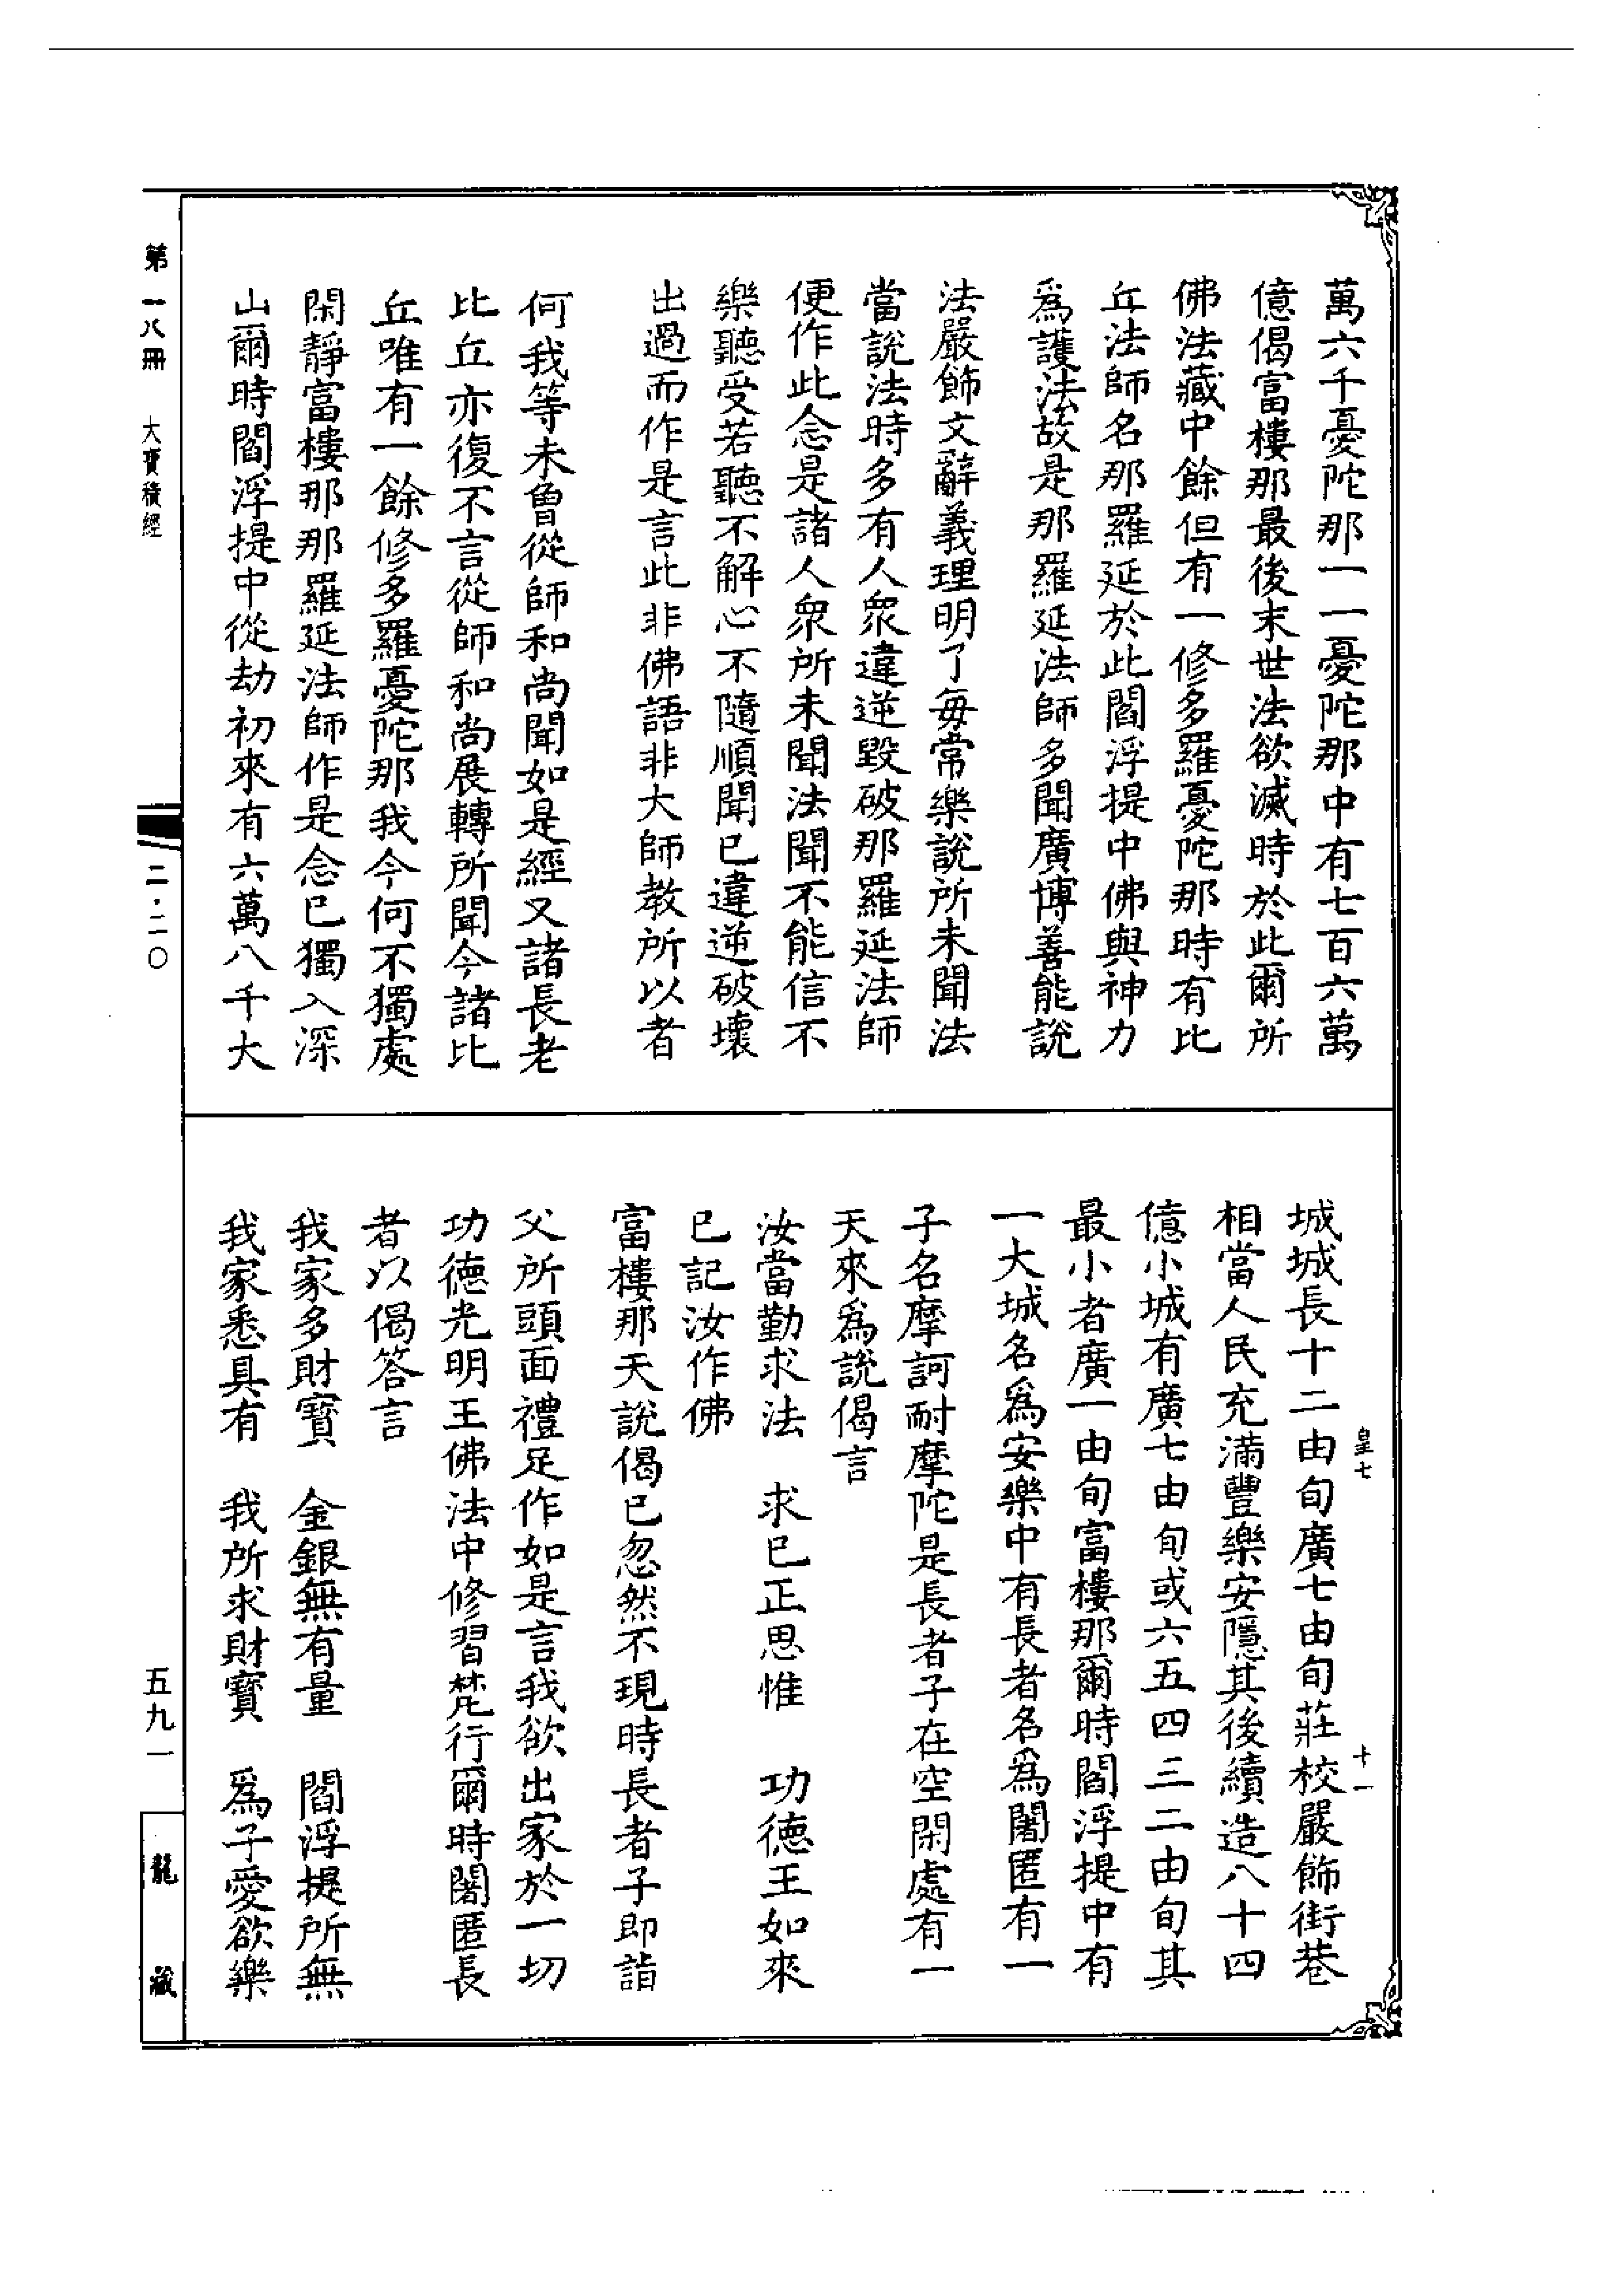 萬六千憂陀那一一憂陀那中有七百六萬
億偈富樓那最後末世法欲滅時於此爾所
佛法藏中餘但有一修多羅憂陀那時有比
丘法師名那羅延於此閻浮提中佛與神力
爲護法故是那羅延法師多聞廣博善能說
法嚴飾文辭義理明了每常樂說所未聞法
當說法時多有人衆違逆毀破那羅延法師
便作此念是諸人衆所未聞法聞不能信不
樂聽受若聽不解心不隨順聞已違逆破壞
出過而作是言此非佛語非大師教所以者
何我等未曾從師和尚聞如是經又諸長老
比丘亦復不言從師和尚展轉所聞今諸比
丘唯有一餘修多羅憂陀那我今何不獨處
閑靜富樓那那羅延法師作是念已獨入深
山爾時閻浮提中從劫初來有六萬八千大
皇七
十一
城城長十二由旬廣七由旬莊校嚴飾街巷
相當人民充滿豐樂安隱其後續造八十四
億小城有廣七由旬或六五四三二由旬其
最小者廣一由旬富樓那爾時閻浮提中有
一大城名爲安樂中有長者名爲闍匿有一
子名摩訶耐摩陀是長者子在空閑處有一
天來爲說偈言
汝當勤求法　求已正思惟　功德王如來
已記汝作佛
富樓那天說偈已忽然不現時長者子即詣
父所頭面禮足作如是言我欲出家於一切
功德光明王佛法中修習梵行爾時闍匿長
者以偈答言
我家多財寶　金銀無有量　閻浮提所無
我家悉具有　我所求財寶　爲子愛欲樂
第一八冊　大寶積經
二·二〇
五九一
龍藏